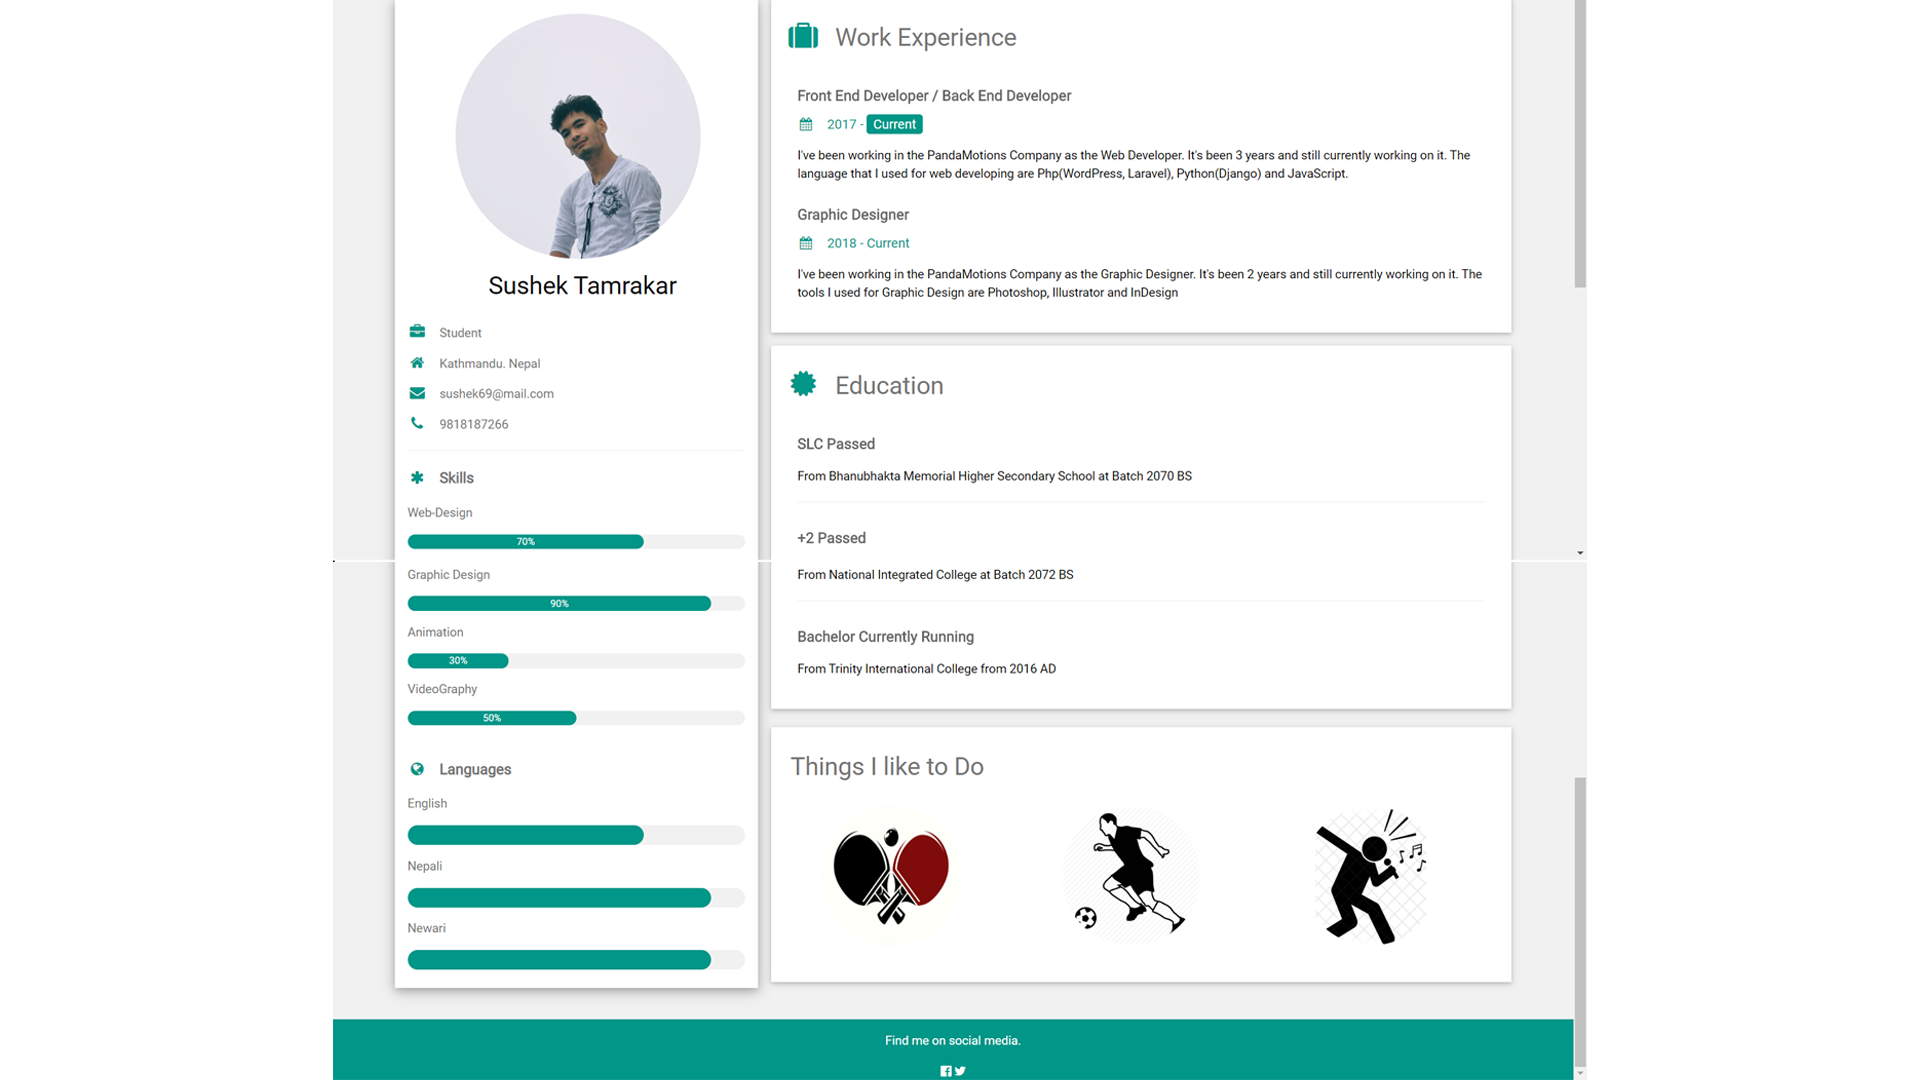 Sushek Tamrakar
Student
Kathmandu. Nepal
sushek69@mail.com
9818187266
Skills
Web-Design
70%
Graphic Design
90%
Animation
30%
VideoGraphy
50%
Languages
English
Nepali
Newari
Work Experience
Front End Developer / Back End Developer
2017 - Current
I've been working in the PandaMotions Company as the Web Developer. It's been 3 years and still currently working on it. The
language that I used for web developing are Php(WordPress, Laravel), Python(Django) and JavaScript.
Graphic Designer
2018 - Current
I've been working in the PandaMotions Company as the Graphic Designer. It's been 2 years and still currently working on it. The
tools I used for Graphic Design are Photoshop, Illustrator and InDesign
Education
SLC Passed
From Bhanubhakta Memorial Higher Secondary School at Batch 2070 BS
+2 Passed
From National Integrated College at Batch 2072 BS
Bachelor Currently Running
From Trinity International College from 2016 AD
Things I like to Do
Find me on social media.